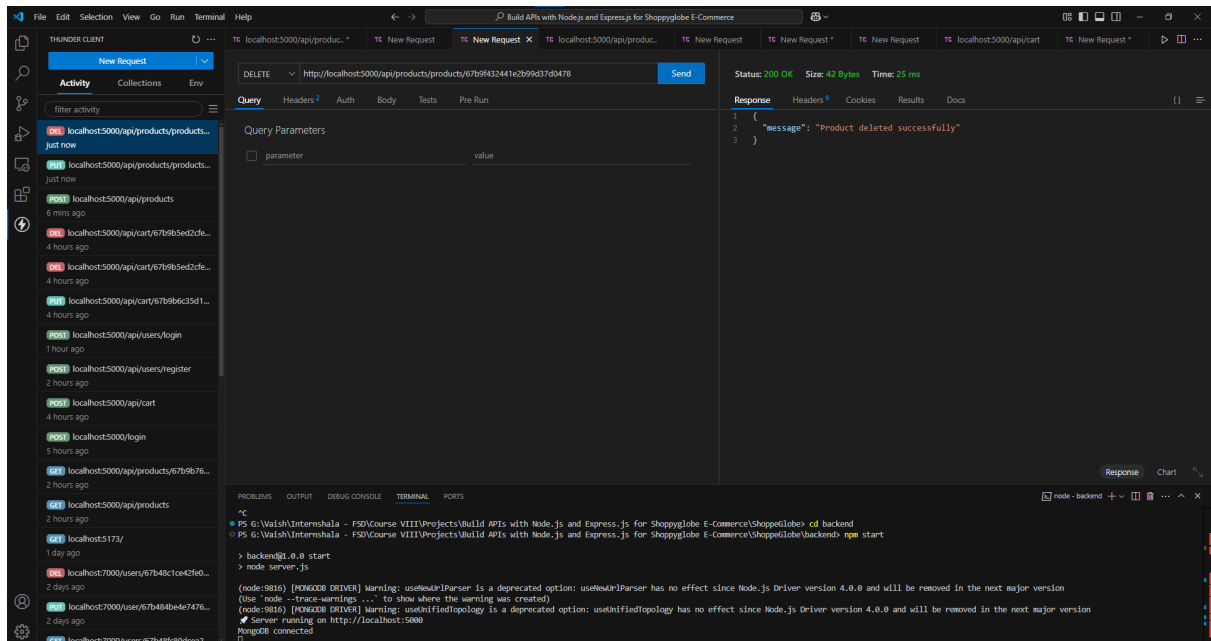 File Edit Selection View Go Run Terminal Help
Build APIs with Node.js and Express.js for Shoppyglobe E-Commerce
THUNDER CLIENT
New Request
Activity Collections Env
filter activity
DEL localhost:5000/api/products/products...
just now
PUT localhost:5000/api/products/products...
just now
POST localhost:5000/api/products
6 mins ago
DEL localhost:5000/api/cart/67b9b5ed2cfe...
4 hours ago
DEL localhost:5000/api/cart/67b9b5ed2cfe...
4 hours ago
PUT localhost:5000/api/cart/67b9b6c35d1...
4 hours ago
POST localhost:5000/api/users/login
1 hour ago
POST localhost:5000/api/users/register
2 hours ago
POST localhost:5000/api/cart
4 hours ago
POST localhost:5000/login
5 hours ago
GET localhost:5000/api/products/67b9b76...
2 hours ago
GET localhost:5000/api/products
2 hours ago
GET localhost:5173/
1 day ago
DEL localhost:7000/users/67b48c1ce42fe0...
2 days ago
PUT localhost:7000/user/67b484be4e7476...
2 days ago
TC localhost:5000/api/produc.. * TC New Request TC New Request TC localhost:5000/api/produc.. TC New Request TC New Request * TC New Request TC localhost:5000/api/cart TC New Request *
DELETE http://localhost:5000/api/products/products/67b9f432441e2b99d37d0478 Send
Query Headers 2 Auth Body Tests Pre Run
Query Parameters
parameter value
Status: 200 OK Size: 42 Bytes Time: 25 ms
Response Headers 9 Cookies Results Docs
1 {
2 "message": "Product deleted successfully"
3 }
Response Chart
PROBLEMS OUTPUT DEBUG CONSOLE TERMINAL PORTS
node - backend
^C
PS G:\Vaish\Internshala - FSD\Course VIII\Projects\Build APIs with Node.js and Express.js for Shoppyglobe E-Commerce\ShoppeGlobe> cd backend
PS G:\Vaish\Internshala - FSD\Course VIII\Projects\Build APIs with Node.js and Express.js for Shoppyglobe E-Commerce\ShoppeGlobe\backend> npm start
> backend@1.0.0 start
> node server.js
(node:9816) [MONGODB DRIVER] Warning: useNewUrlParser is a deprecated option: useNewUrlParser has no effect since Node.js Driver version 4.0.0 and will be removed in the next major version
(Use `node --trace-warnings ...` to show where the warning was created)
(node:9816) [MONGODB DRIVER] Warning: useUnifiedTopology is a deprecated option: useUnifiedTopology has no effect since Node.js Driver version 4.0.0 and will be removed in the next major version
🚀 Server running on http://localhost:5000
MongoDB connected